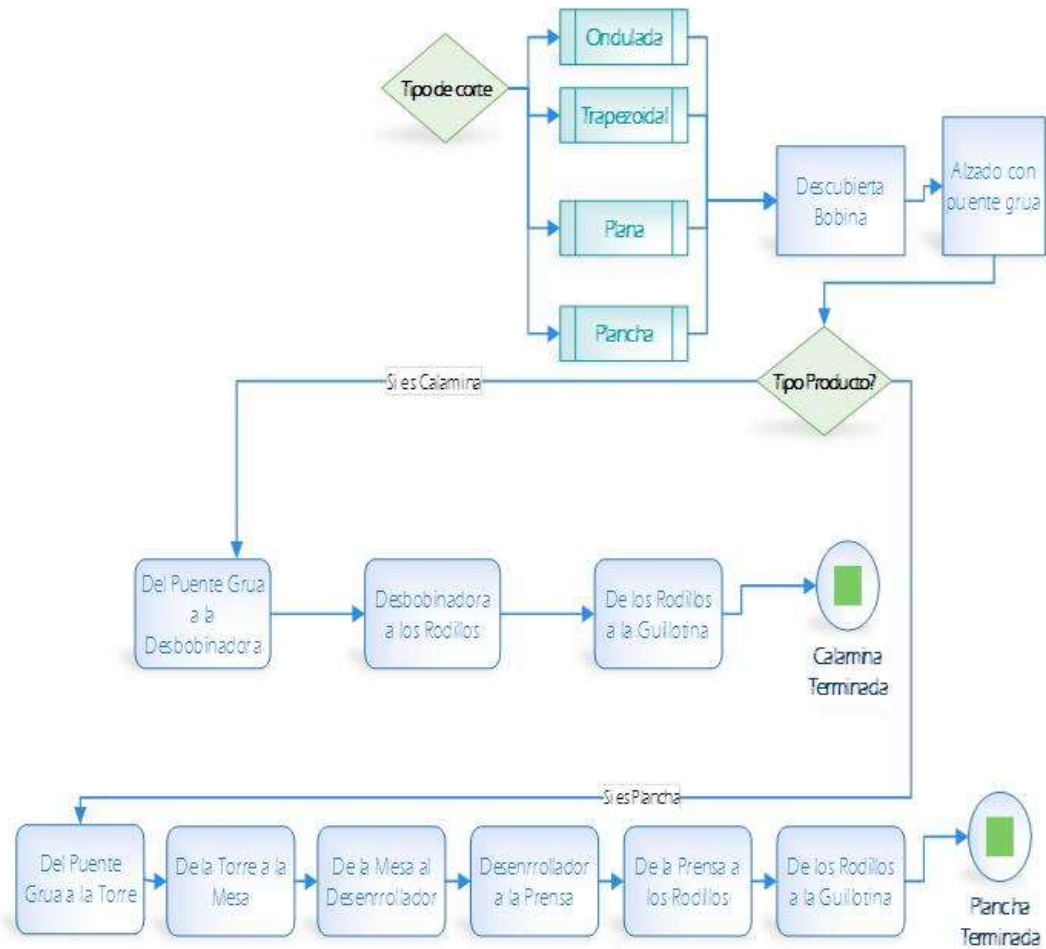 Ondulada
Tipo de corte
Trapezoidal
Plana
Plancha
Descubierta
Bobina
Alzado con
puente grua
Tipo Producto?
Si es Calamina
Del Puente Grua
a la
Desbobinadora
Desbobinadora
a los Rodillos
De los Rodillos
a la Guillotina
Calamina
Terminada
Si es Plancha
Del Puente
Grua a la Torre
De la Torre a la
Mesa
De la Mesa al
Desenrrollador
Desenrrollador
a la Prensa
De la Prensa a
los Rodillos
De los Rodillos
a la Guillotina
Plancha
Terminada